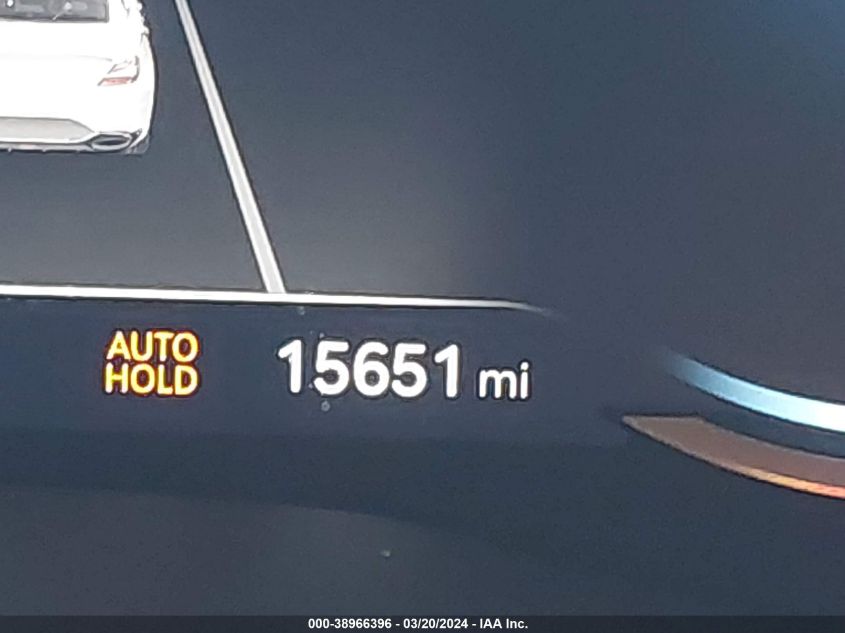 AUTO
HOLD
15651 mi
000-38966396 - 03/20/2024 - IAA Inc.